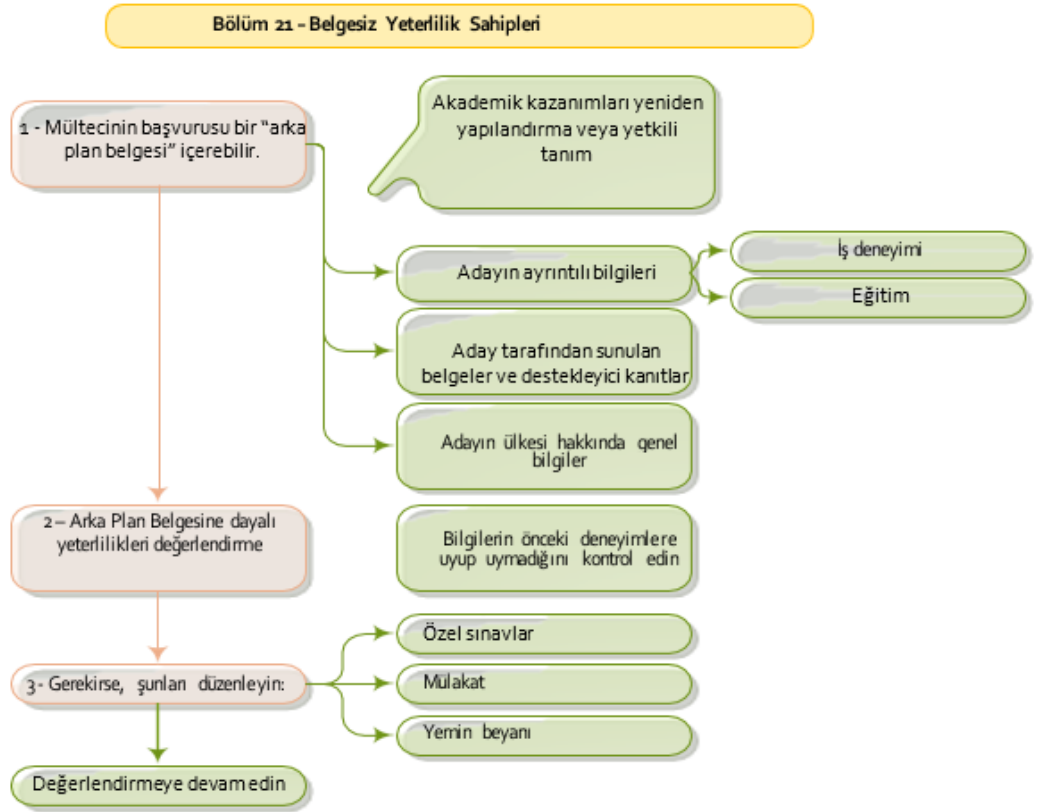 Bölüm 21 – Belgesiz Yeterlilik Sahipleri
1 - Mültecinin başvurusu bir “arka
plan belgesi” içerebilir.
Akademik kazanımları yeniden
yapılandırma veya yetkili
tanım
Adayın ayrıntılı bilgileri
İş deneyimi
Eğitim
Aday tarafından sunulan
belgeler ve destekleyici kanıtlar
Adayın ülkesi hakkında genel
bilgiler
2 – Arka Plan Belgesine dayalı
yeterlilikleri değerlendirme
Bilgilerin önceki deneyimlere
uyup uymadığını kontrol edin
3 - Gerekirse, şunları düzenleyin:
Özel sınavlar
Mülakat
Yemin beyanı
Değerlendirmeye devam edin